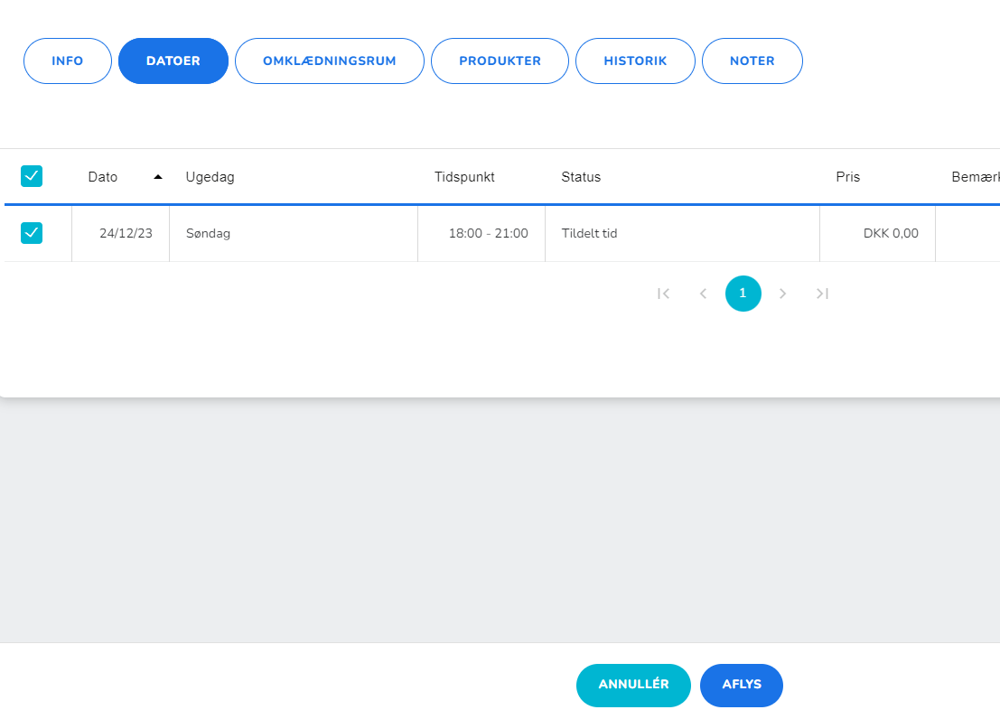 INFO DATOER OMKLÆDNINGSRUM PRODUKTER HISTORIK NOTER
Dato Ugedag Tidspunkt Status Pris Bemærk
24/12/23 Søndag 18:00 - 21:00 Tildelt tid DKK 0,00
1
ANNULLÉR AFLYS